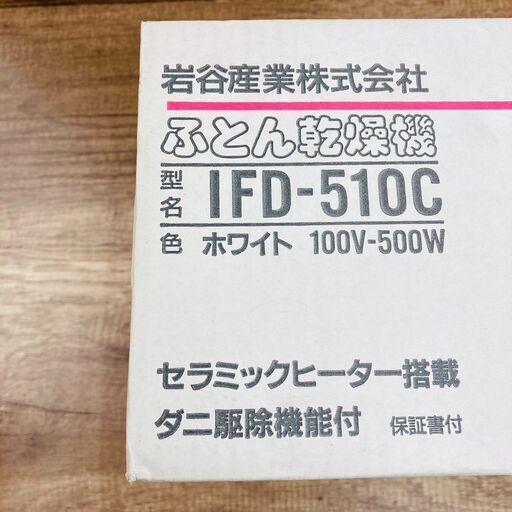 岩谷産業株式会社
ふとん乾燥機
型名 IFD-510C
色 ホワイト 100V-500W
セラミックヒーター搭載
ダニ駆除機能付 保証書付